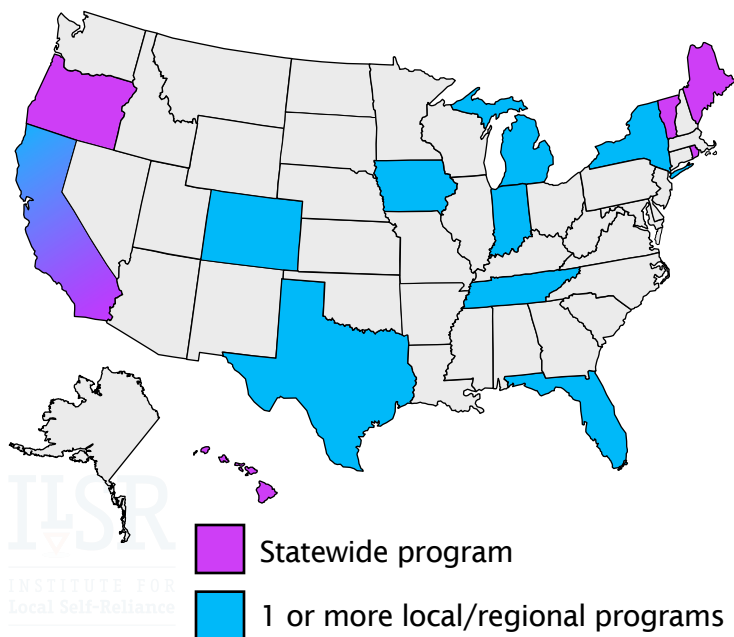 ILSR
INSTITUTE FOR
Local Self-Reliance
Statewide program
1 or more local/regional programs